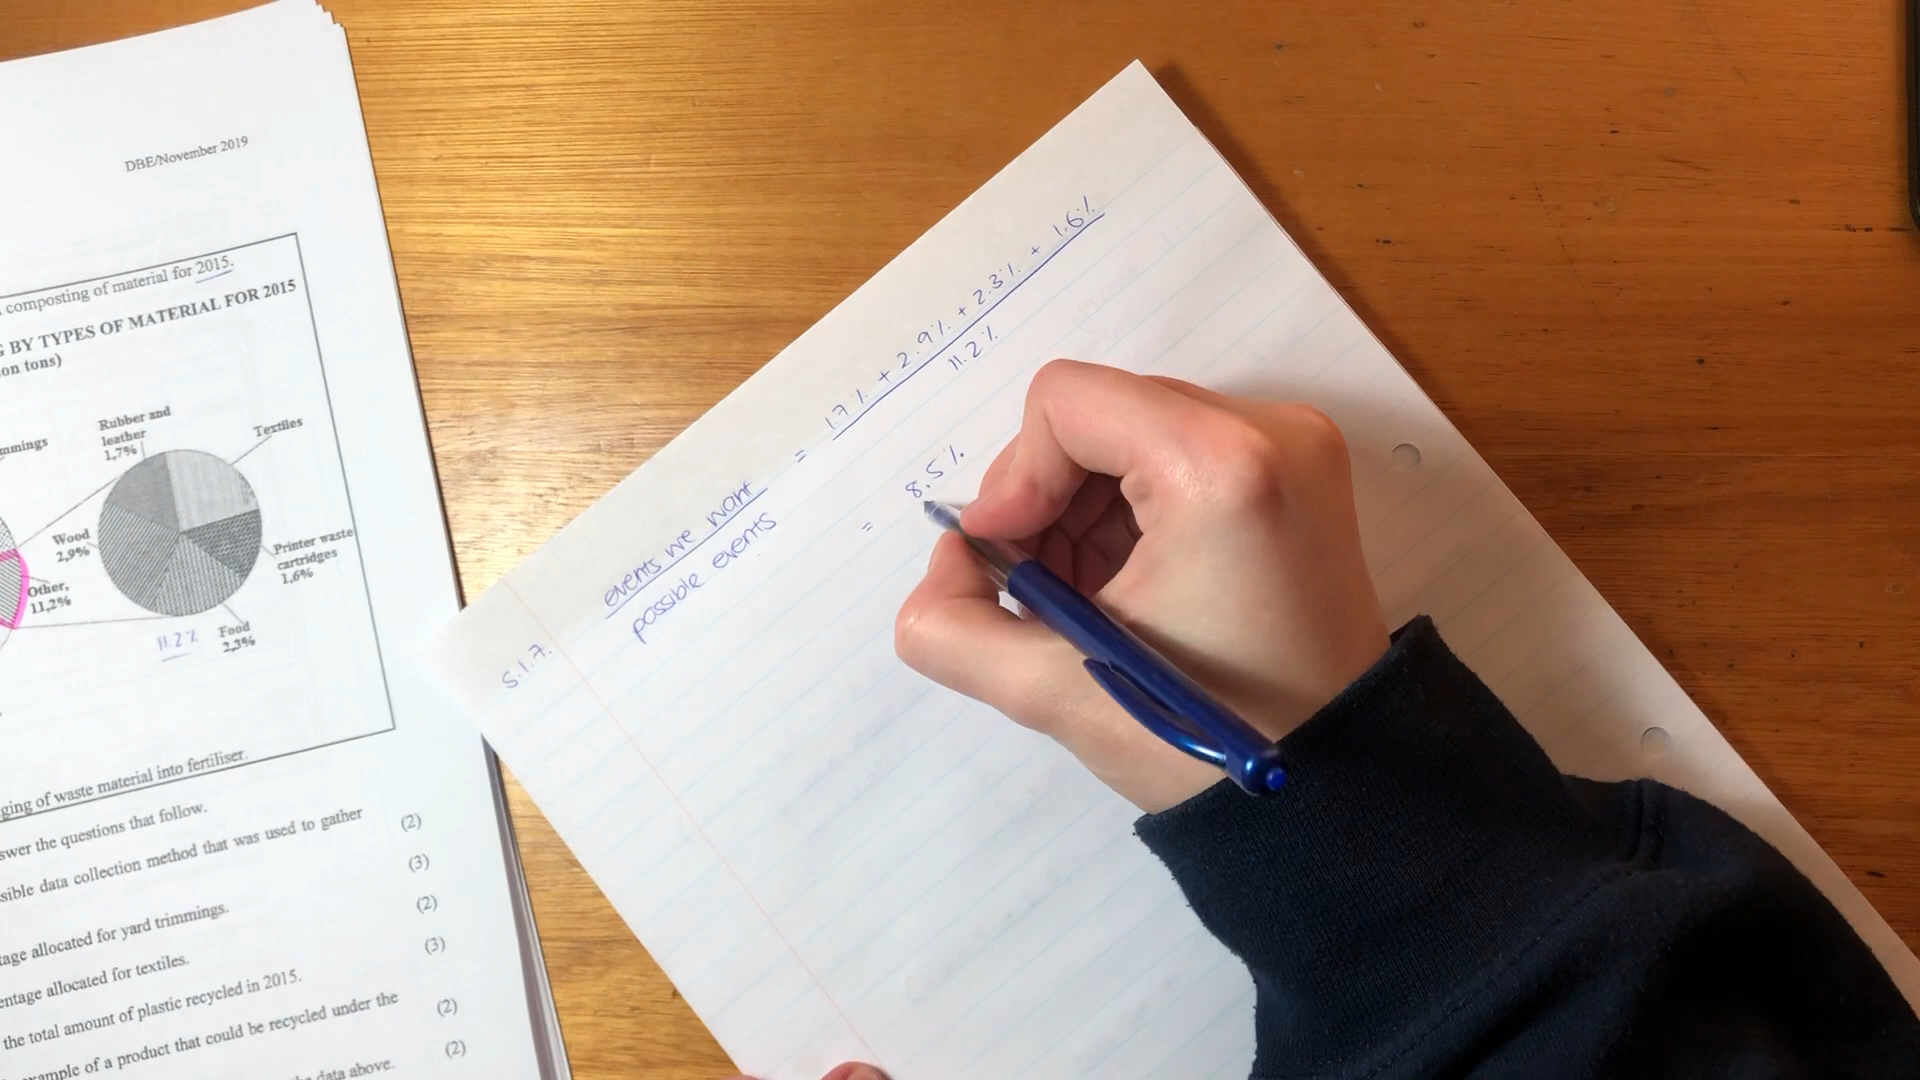 DBE/November 2019
composting of material for 2015.
BY TYPES OF MATERIAL FOR 2015
on tons)
mmings
Rubber and
leather
1,7%
Textiles
Wood
2,9%
Other,
11,2%
Printer waste
cartridges
1,6%
Food
2,3%
11.2%
ging of waste material into fertiliser.
swer the questions that follow.
sible data collection method that was used to gather (2)
(3)
tage allocated for yard trimmings. (2)
entage allocated for textiles. (3)
the total amount of plastic recycled in 2015.
example of a product that could be recycled under the (2)
data above. (2)
5.1.7.
events we want
possible events
= 1.7% + 2.9% + 2.3% + 1.6%
11.2%
= 8.5%